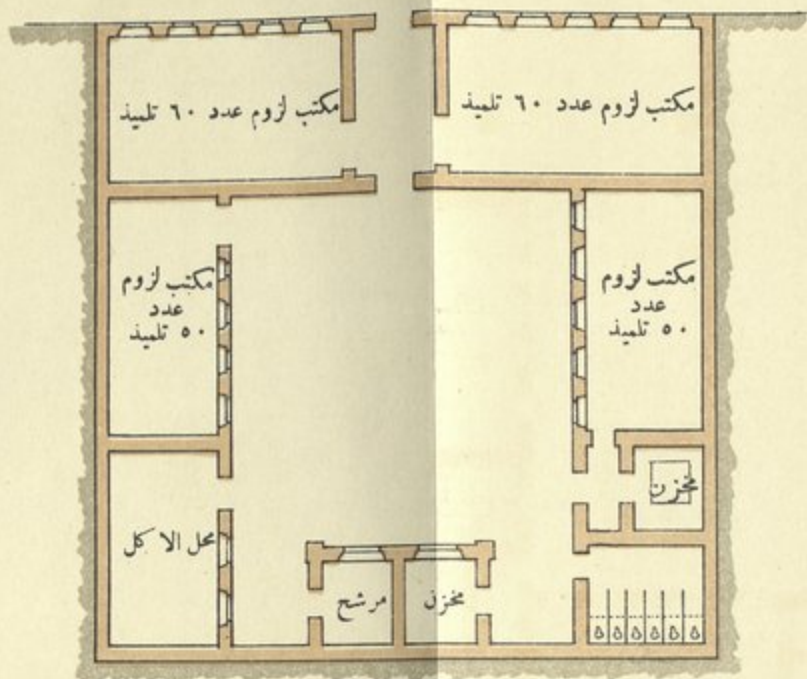 مكتب لزوم عدد ٦٠ تلميذ
مكتب لزوم عدد ٦٠ تلميذ
مكتب لزوم
عدد
٥٠ تلميذ
مكتب لزوم
عدد
٥٠ تلميذ
مخزن
محل الاكل
مخزن
مرشح